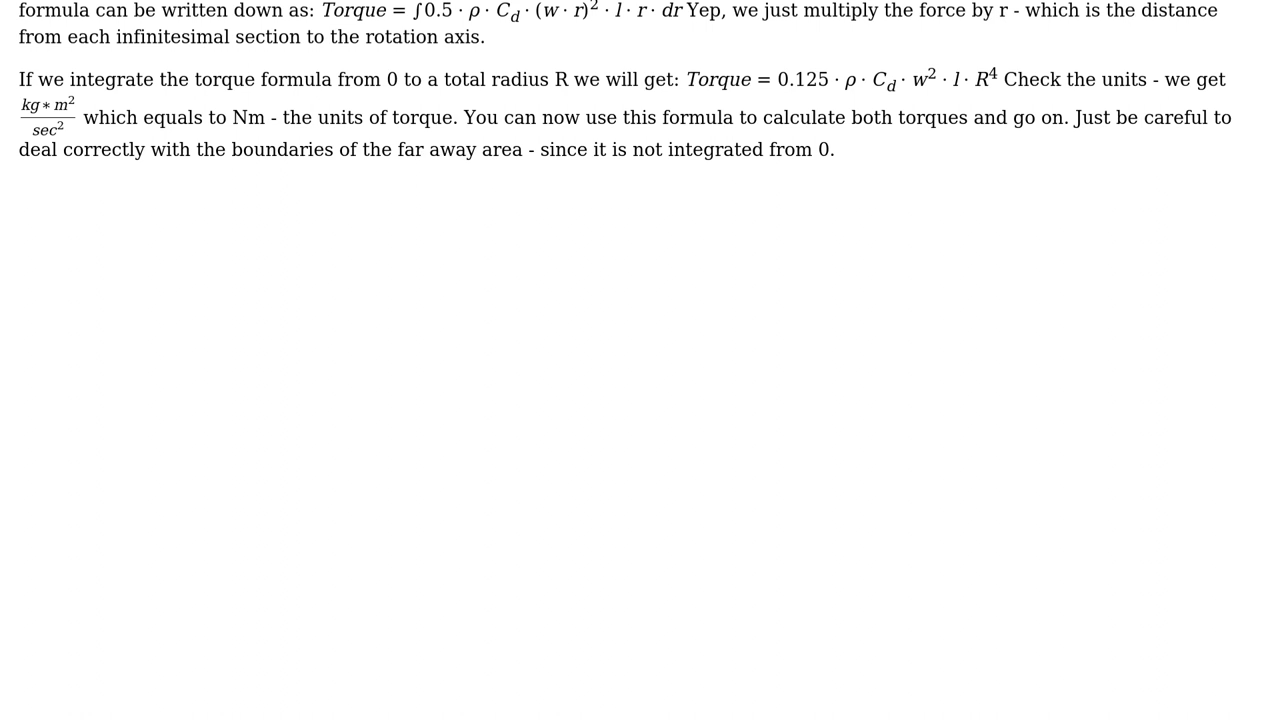 formula can be written down as: Torque = ∫0.5 · ρ · C_d · (w · r)^2 · l · r · dr Yep, we just multiply the force by r - which is the distance
from each infinitesimal section to the rotation axis.
If we integrate the torque formula from 0 to a total radius R we will get: Torque = 0.125 · ρ · C_d · w^2 · l · R^4 Check the units - we get
kg * m^2 / sec^2 which equals to Nm - the units of torque. You can now use this formula to calculate both torques and go on. Just be careful to
deal correctly with the boundaries of the far away area - since it is not integrated from 0.